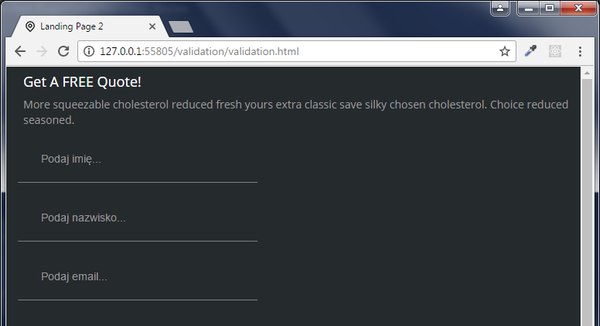 Landing Page 2
127.0.0.1:55805/validation/validation.html
Get A FREE Quote!
More squeezable cholesterol reduced fresh yours extra classic save silky chosen cholesterol. Choice reduced
seasoned.
Podaj imię...
Podaj nazwisko...
Podaj email...